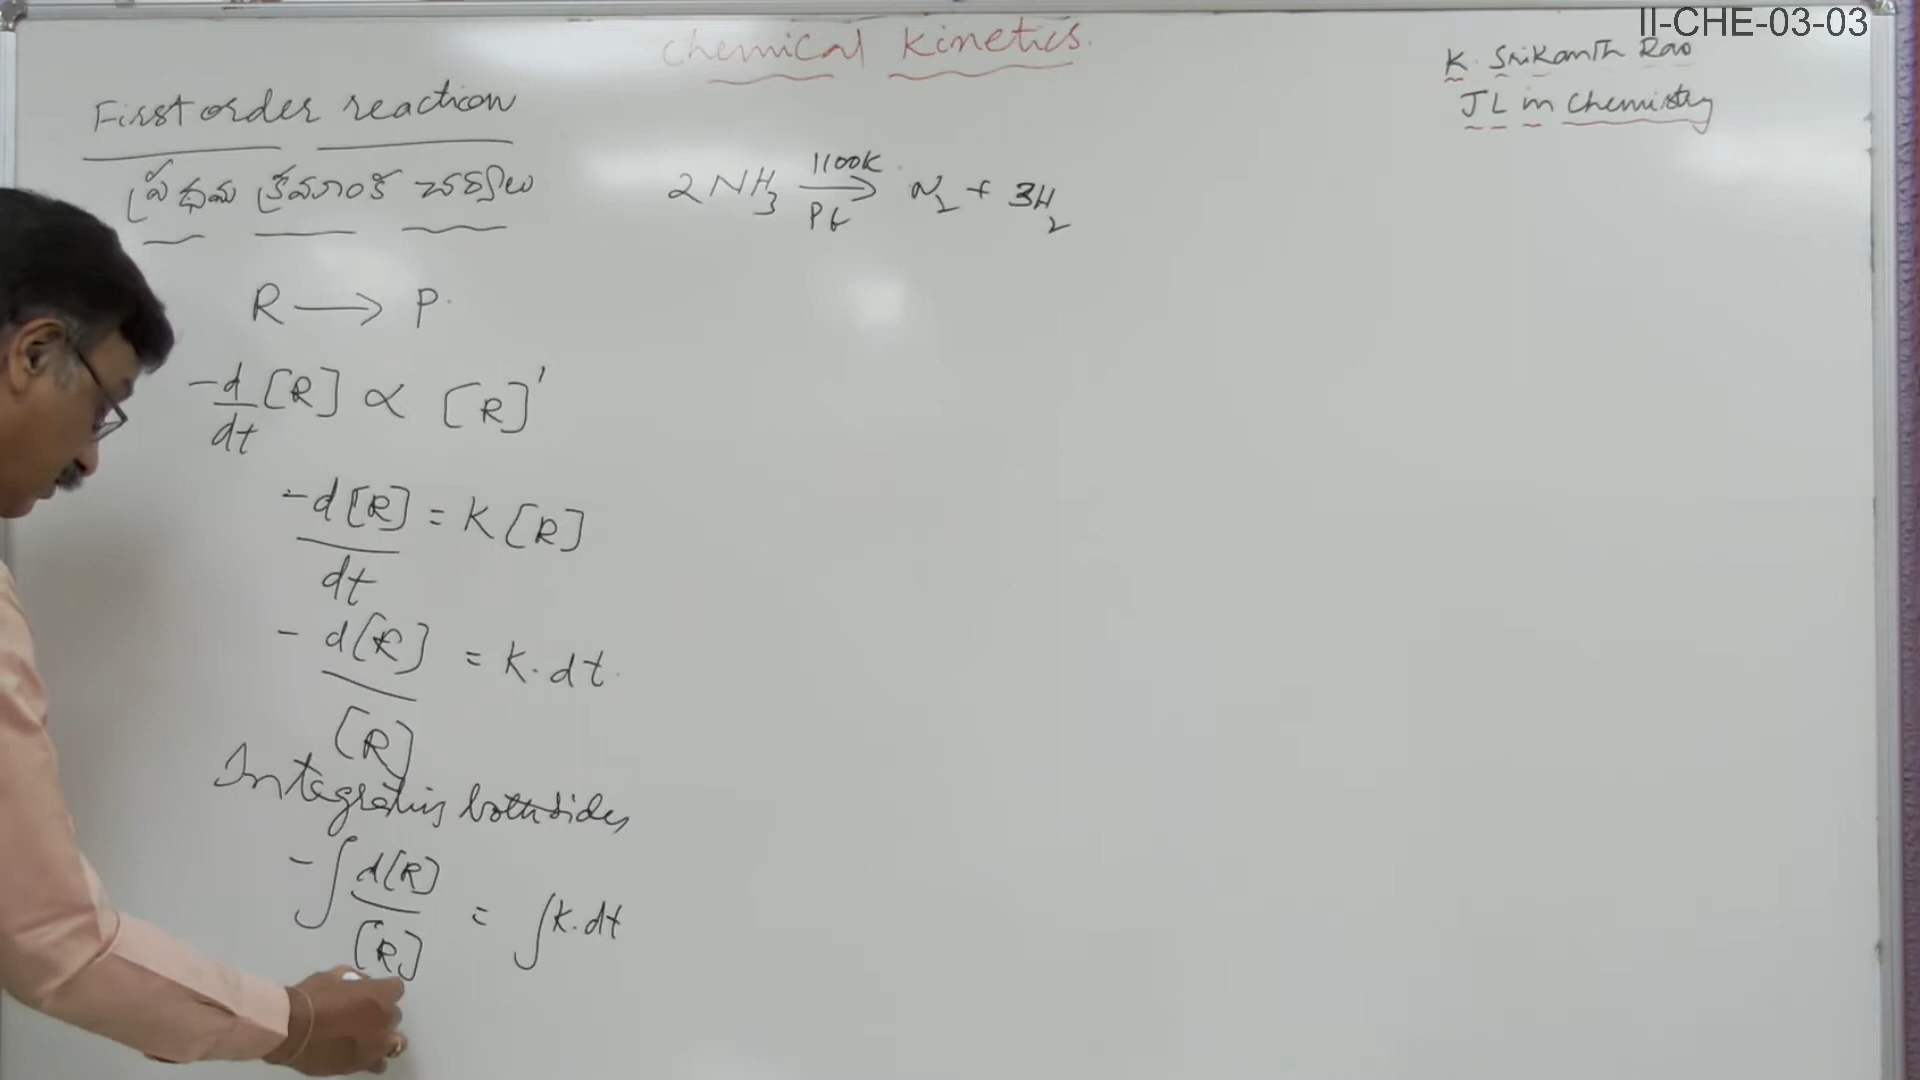 II-CHE-03-03
Chemical Kinetics.
K. Srikanth Rao
JL in Chemistry
First order reaction
ప్రథమ క్రమాంక చర్యలు
2NH₃ —1100K/Pt→ N₂ + 3H₂
R ⟶ P.
-d/dt [R] ∝ [R]¹
-d[R]/dt = K[R]
- d[R]/[R] = K.dt.
Integrating both sides
-∫ d[R]/[R] = ∫K.dt